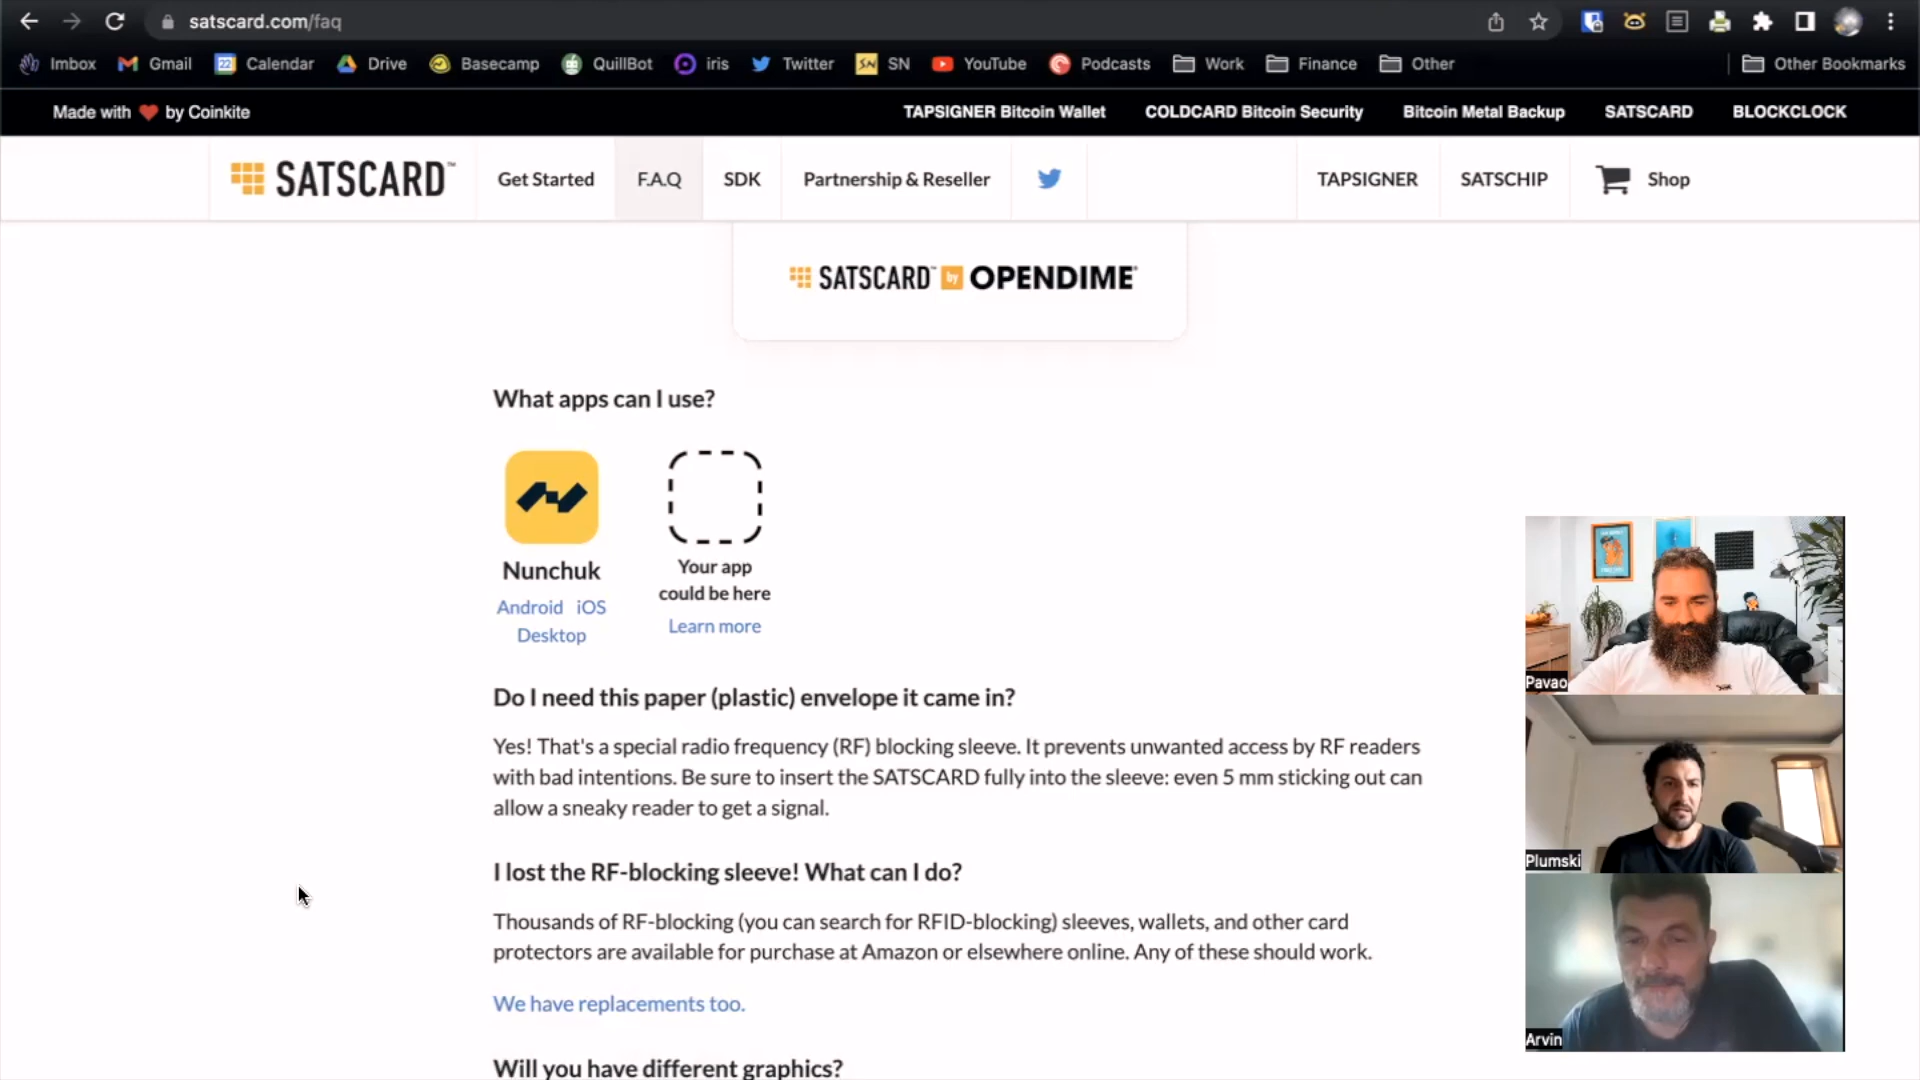 satscard.com/faq
Imbox Gmail 22 Calendar Drive Basecamp QuillBot iris Twitter SN SN YouTube Podcasts Work Finance Other Other Bookmarks
Made with ❤ by Coinkite TAPSIGNER Bitcoin Wallet COLDCARD Bitcoin Security Bitcoin Metal Backup SATSCARD BLOCKCLOCK
SATSCARD™ Get Started F.A.Q SDK Partnership & Reseller TAPSIGNER SATSCHIP Shop
SATSCARD™ by OPENDIME®
What apps can I use?
Nunchuk
Android iOS
Desktop
Your app
could be here
Learn more
Do I need this paper (plastic) envelope it came in?
Yes! That's a special radio frequency (RF) blocking sleeve. It prevents unwanted access by RF readers
with bad intentions. Be sure to insert the SATSCARD fully into the sleeve: even 5 mm sticking out can
allow a sneaky reader to get a signal.
I lost the RF-blocking sleeve! What can I do?
Thousands of RF-blocking (you can search for RFID-blocking) sleeves, wallets, and other card
protectors are available for purchase at Amazon or elsewhere online. Any of these should work.
We have replacements too.
Will you have different graphics?
Pavao
Plumski
Arvin